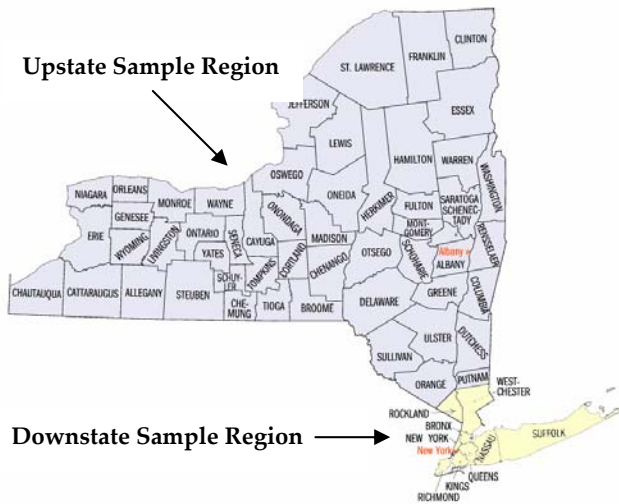 Upstate Sample Region
CLINTON
FRANKLIN
ST. LAWRENCE
ESSEX
JEFFERSON
LEWIS
HAMILTON
WARREN
WASHINGTON
OSWEGO
ONEIDA
HERKIMER
FULTON
SARATOGA
SCHENEC-
TADY
MONT-
GOMERY
NIAGARA
ORLEANS
MONROE
WAYNE
GENESEE
ERIE
WYOMING
LIVINGSTON
ONTARIO
SENECA
YATES
CAYUGA
ONONDAGA
MADISON
CORTLAND
CHENANGO
OTSEGO
SCHOHARIE
Albany
ALBANY
RENSSELAER
CHAUTAUQUA
CATTARAUGUS
ALLEGANY
STEUBEN
SCHUY-
LER
TOMPKINS
CHE-
MUNG
TIOGA
BROOME
DELAWARE
GREENE
COLUMBIA
ULSTER
DUTCHESS
SULLIVAN
ORANGE
PUTNAM
WEST-
CHESTER
ROCKLAND
BRONX
Downstate Sample Region
NEW YORK
New York
NASSAU
SUFFOLK
QUEENS
KINGS
RICHMOND